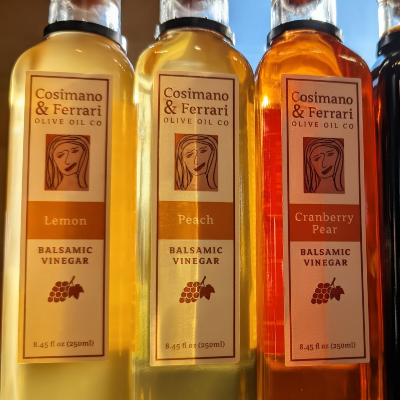 Cosimano
& Ferrari
OLIVE OIL CO
Lemon
BALSAMIC
VINEGAR
8.45 fl oz (250ml)
Cosimano
& Ferrari
OLIVE OIL CO
Peach
BALSAMIC
VINEGAR
8.45 fl oz (250ml)
Cosimano
& Ferrari
OLIVE OIL CO
Cranberry
Pear
BALSAMIC
VINEGAR
8.45 fl oz (250ml)